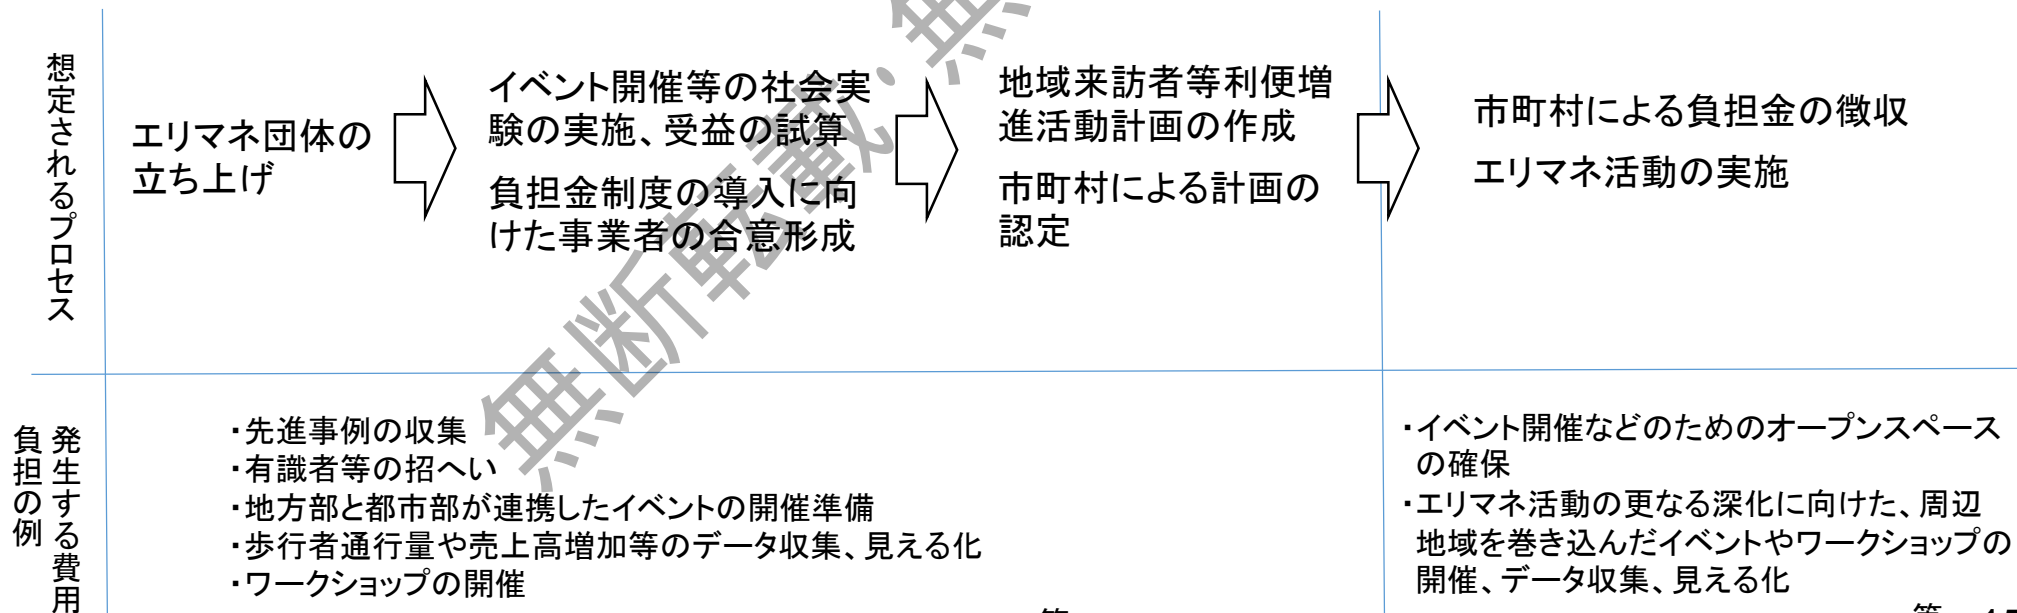 想定されるプロセス
エリマネ団体の
立ち上げ
イベント開催等の社会実
験の実施、受益の試算
負担金制度の導入に向
けた事業者の合意形成
地域来訪者等利便増
進活動計画の作成
市町村による計画の
認定
市町村による負担金の徴収
エリマネ活動の実施
発生する費用
負担の例
・先進事例の収集
・有識者等の招へい
・地方部と都市部が連携したイベントの開催準備
・歩行者通行量や売上高増加等のデータ収集、見える化
・ワークショップの開催
・イベント開催などのためのオープンスペース
の確保
・エリマネ活動の更なる深化に向けた、周辺
地域を巻き込んだイベントやワークショップの
開催、データ収集、見える化
無断転載・無